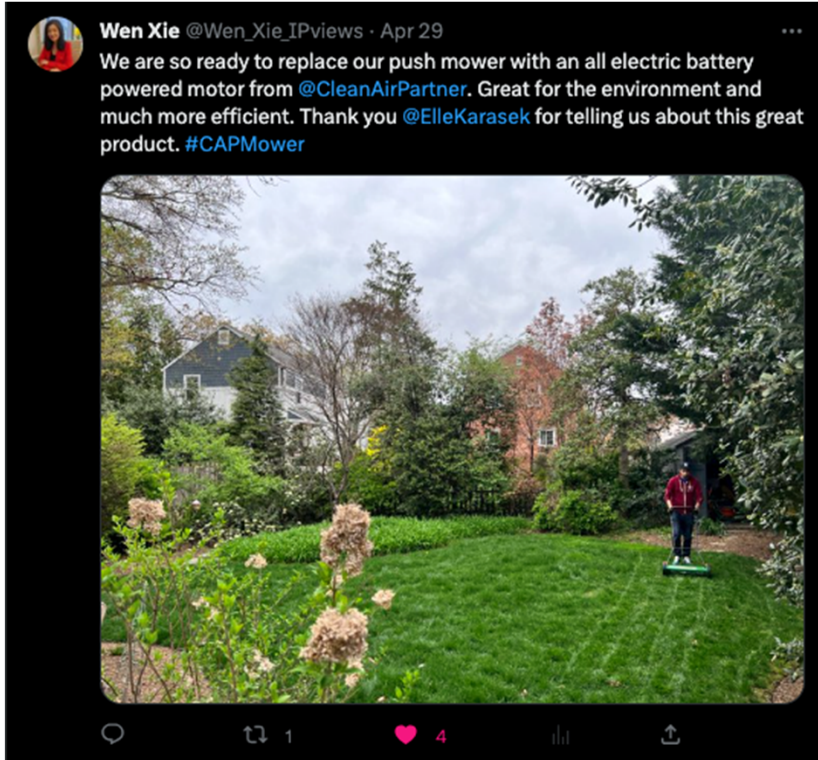 Wen Xie @Wen_Xie_IPviews · Apr 29
We are so ready to replace our push mower with an all electric battery
powered motor from @CleanAirPartner. Great for the environment and
much more efficient. Thank you @ElleKarasek for telling us about this great
product. #CAPMower
1 4